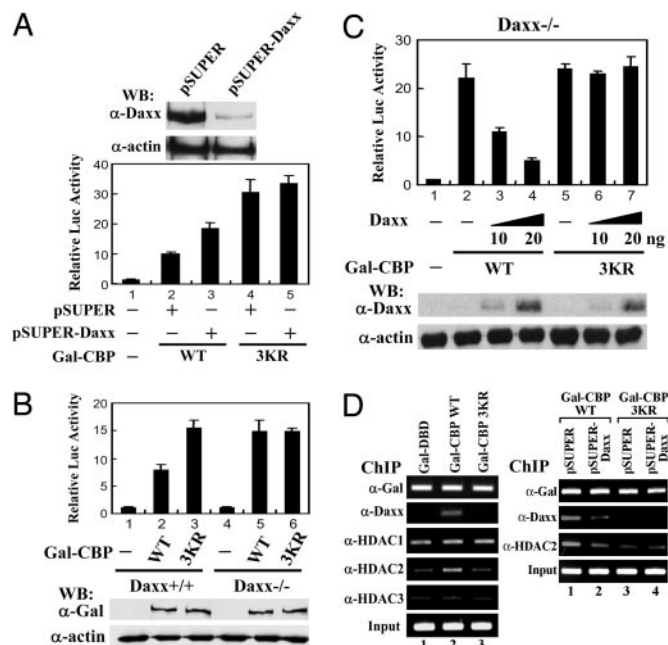 A
pSUPER
pSUPER-Daxx
WB:
α-Daxx
α-actin
Relative Luc Activity
40
30
20
10
0
1 2 3 4 5
pSUPER – + +
pSUPER-Daxx – + +
Gal-CBP – WT 3KR
B
Relative Luc Activity
20
15
10
5
0
1 2 3 4 5 6
Gal-CBP – WT 3KR – WT 3KR
WB: Daxx+/+ Daxx-/-
α-Gal
α-actin
C
Daxx-/-
Relative Luc Activity
30
20
10
0
1 2 3 4 5 6 7
Daxx – – –
10 20 10 20 ng
Gal-CBP – WT 3KR
WB:
α-Daxx
α-actin
D
Gal-DBD
Gal-CBP WT
Gal-CBP 3KR
ChIP
α-Gal
α-Daxx
α-HDAC1
α-HDAC2
α-HDAC3
Input
1 2 3
Gal-CBP WT
Gal-CBP 3KR
pSUPER
pSUPER-Daxx
pSUPER
pSUPER-Daxx
ChIP
α-Gal
α-Daxx
α-HDAC2
Input
1 2 3 4